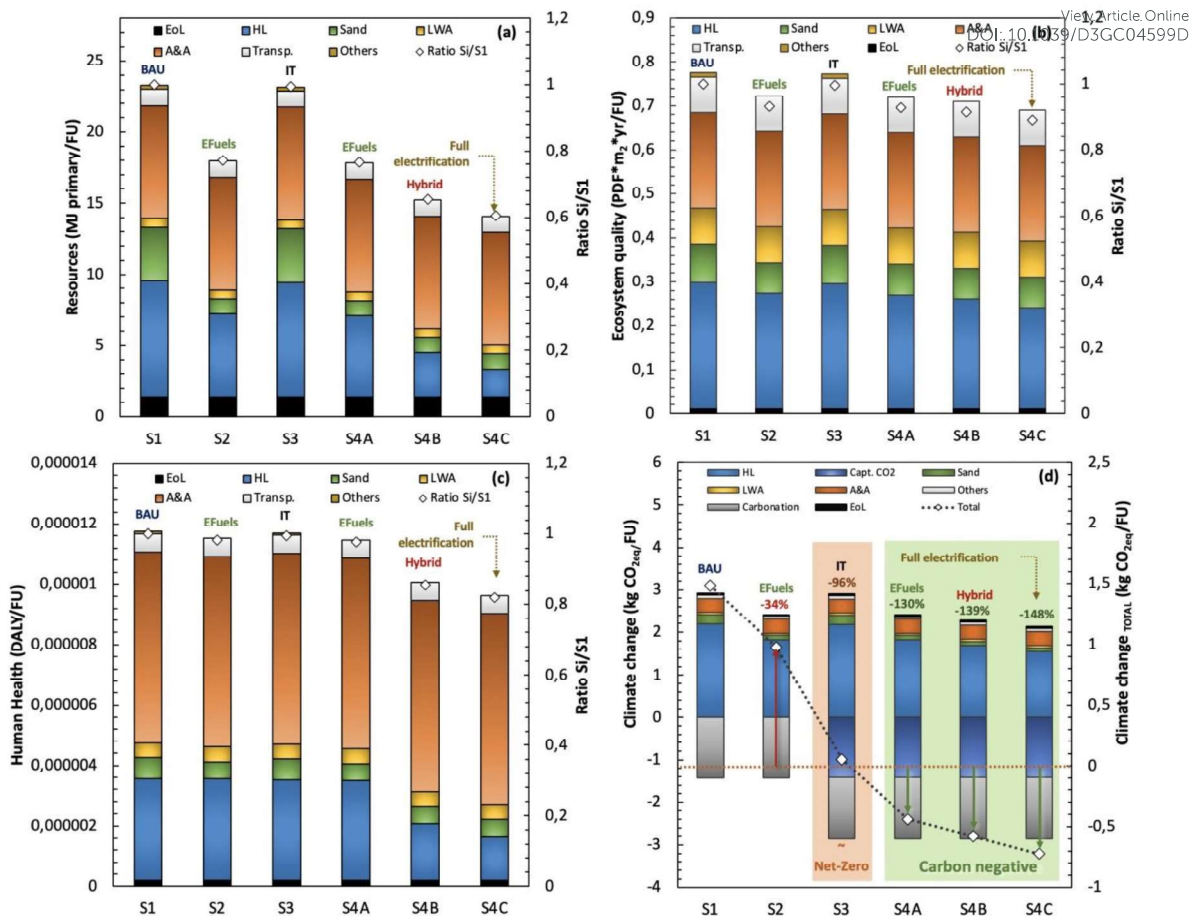 View Article Online
DOI: 10.1039/D3GC04599D
(a)
EoL HL Sand LWA
A&A Transp. Others Ratio Si/S1
BAU
EFuels
IT
EFuels
Hybrid
Full
electrification
Resources (MJ primary/FU)
Ratio Si/S1
25
20
15
10
5
0
1,2
1
0,8
0,6
0,4
0,2
0
S1 S2 S3 S4A S4B S4C
(b)
HL Sand LWA A&A
Transp. Others EoL Ratio Si/S1
BAU
EFuels
IT
EFuels
Hybrid
Full electrification
Ecosystem quality (PDF*m2*yr/FU)
Ratio Si/S1
0,9
0,8
0,7
0,6
0,5
0,4
0,3
0,2
0,1
0
1,2
1
0,8
0,6
0,4
0,2
0
S1 S2 S3 S4A S4B S4C
(c)
EoL HL Sand LWA
A&A Transp. Others Ratio Si/S1
BAU
EFuels
IT
EFuels
Hybrid
Full
electrification
Human Health (DALY/FU)
Ratio Si/S1
0,000014
0,000012
0,00001
0,000008
0,000006
0,000004
0,000002
0
1,2
1
0,8
0,6
0,4
0,2
0
S1 S2 S3 S4A S4B S4C
(d)
HL Capt. CO2 Sand
LWA A&A Others
Carbonation EoL Total
BAU
EFuels
-34%
IT
-96%
EFuels
-130%
Hybrid
-139%
Full electrification
-148%
~
Net-Zero
Carbon negative
Climate change (kg CO2eq/FU)
Climate change TOTAL (kg CO2eq/FU)
6
5
4
3
2
1
0
-1
-2
-3
-4
2,5
2
1,5
1
0,5
0
-0,5
-1
S1 S2 S3 S4A S4B S4C